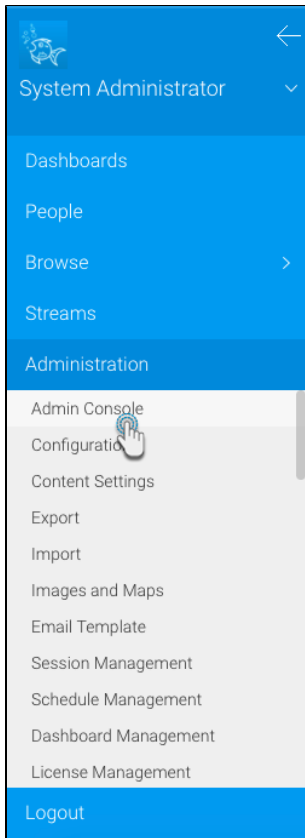 System Administrator
Dashboards
People
Browse
Streams
Administration
Admin Console
Configuration
Content Settings
Export
Import
Images and Maps
Email Template
Session Management
Schedule Management
Dashboard Management
License Management
Logout